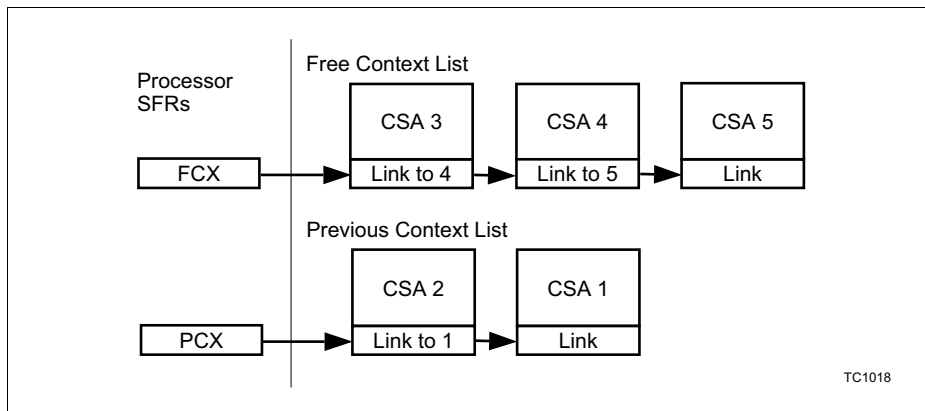 Free Context List
Processor
SFRs
CSA 3
CSA 4
CSA 5
FCX
Link to 4
Link to 5
Link
Previous Context List
CSA 2
CSA 1
PCX
Link to 1
Link
TC1018